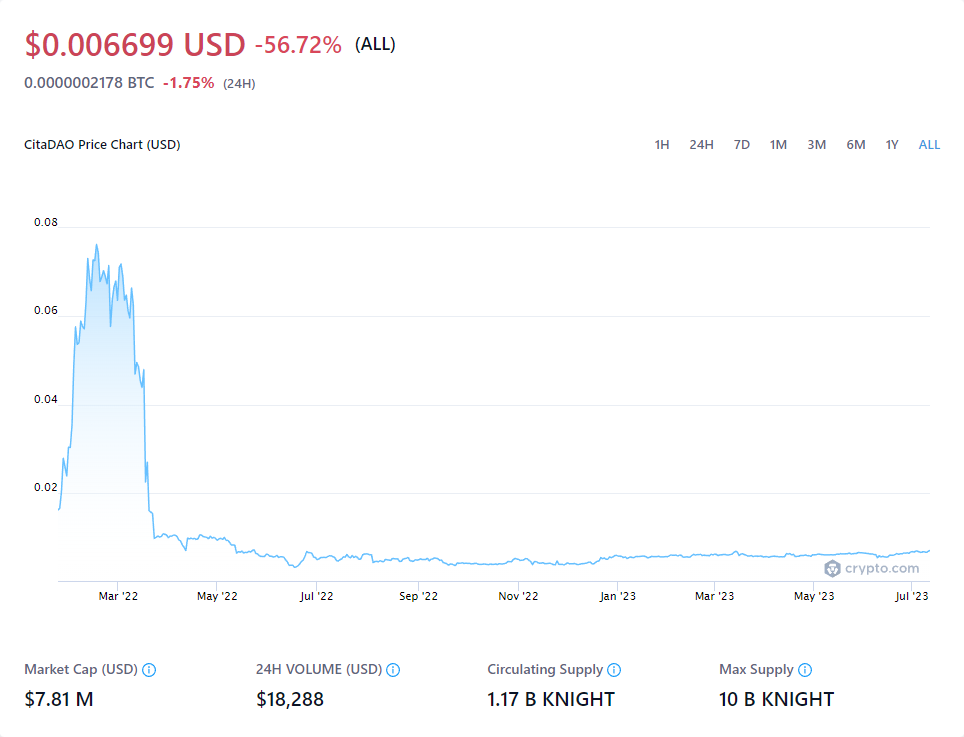 $0.006699 USD -56.72% (ALL)
0.0000002178 BTC -1.75% (24H)
CitaDAO Price Chart (USD) 1H 24H 7D 1M 3M 6M 1Y ALL
0.08
0.06
0.04
0.02
crypto.com
Mar '22 May '22 Jul '22 Sep '22 Nov '22 Jan '23 Mar '23 May '23 Jul '23
Market Cap (USD) 24H VOLUME (USD) Circulating Supply Max Supply
$7.81 M $18,288 1.17 B KNIGHT 10 B KNIGHT